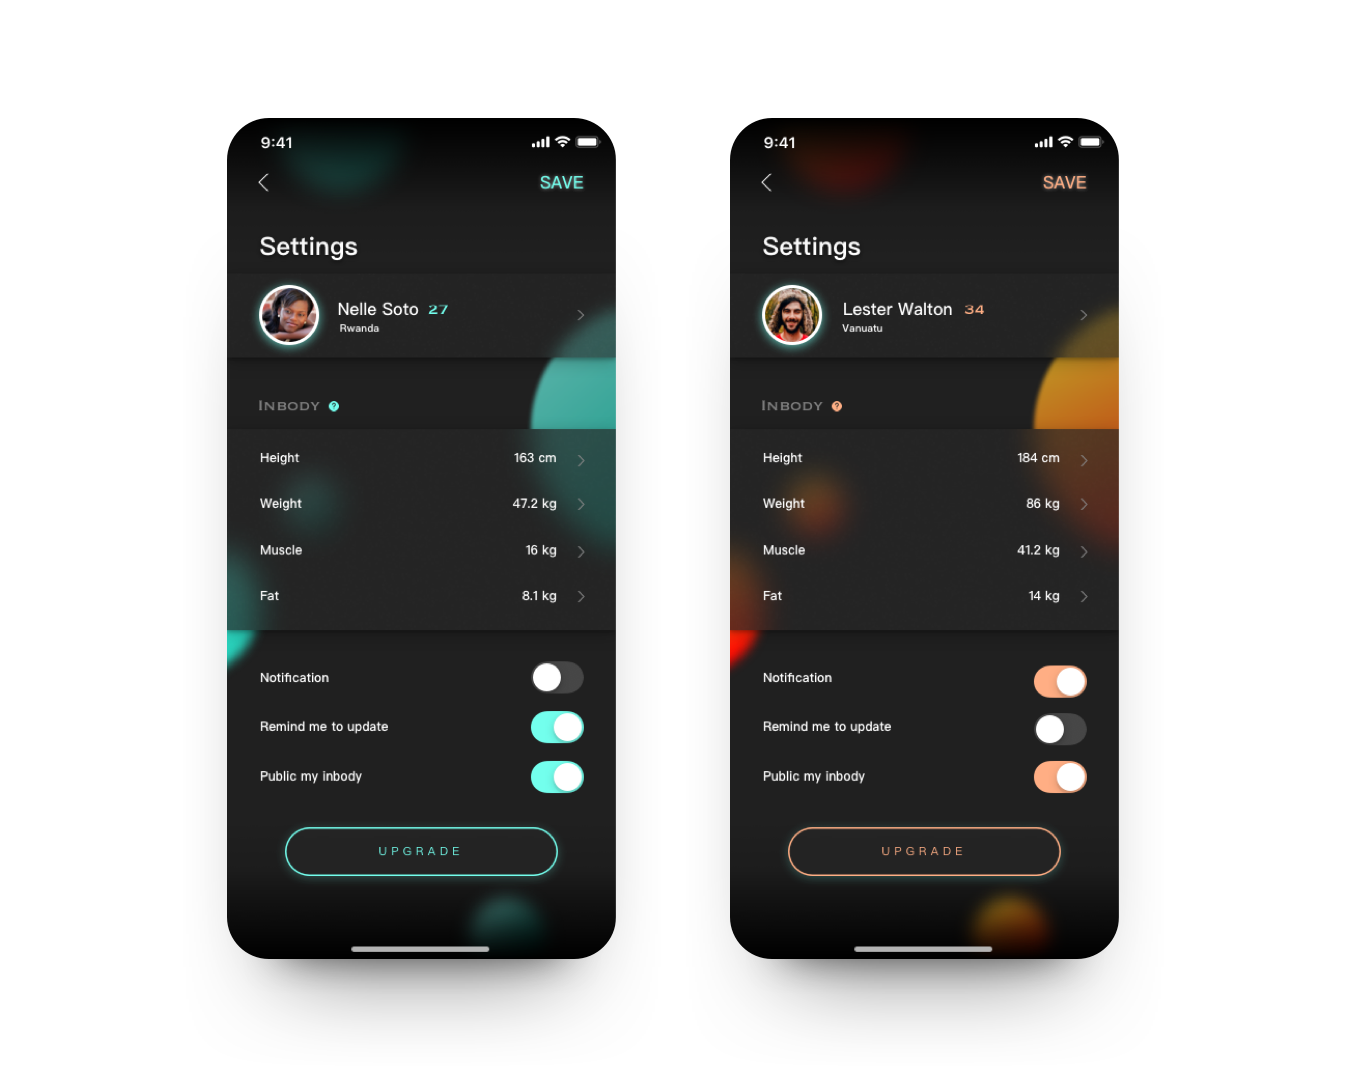 9:41
SAVE
Settings
Nelle Soto 27
Rwanda
INBODY ?
Height 163 cm
Weight 47.2 kg
Muscle 16 kg
Fat 8.1 kg
Notification
Remind me to update
Public my inbody
UPGRADE
9:41
SAVE
Settings
Lester Walton 34
Vanuatu
INBODY ?
Height 184 cm
Weight 86 kg
Muscle 41.2 kg
Fat 14 kg
Notification
Remind me to update
Public my inbody
UPGRADE